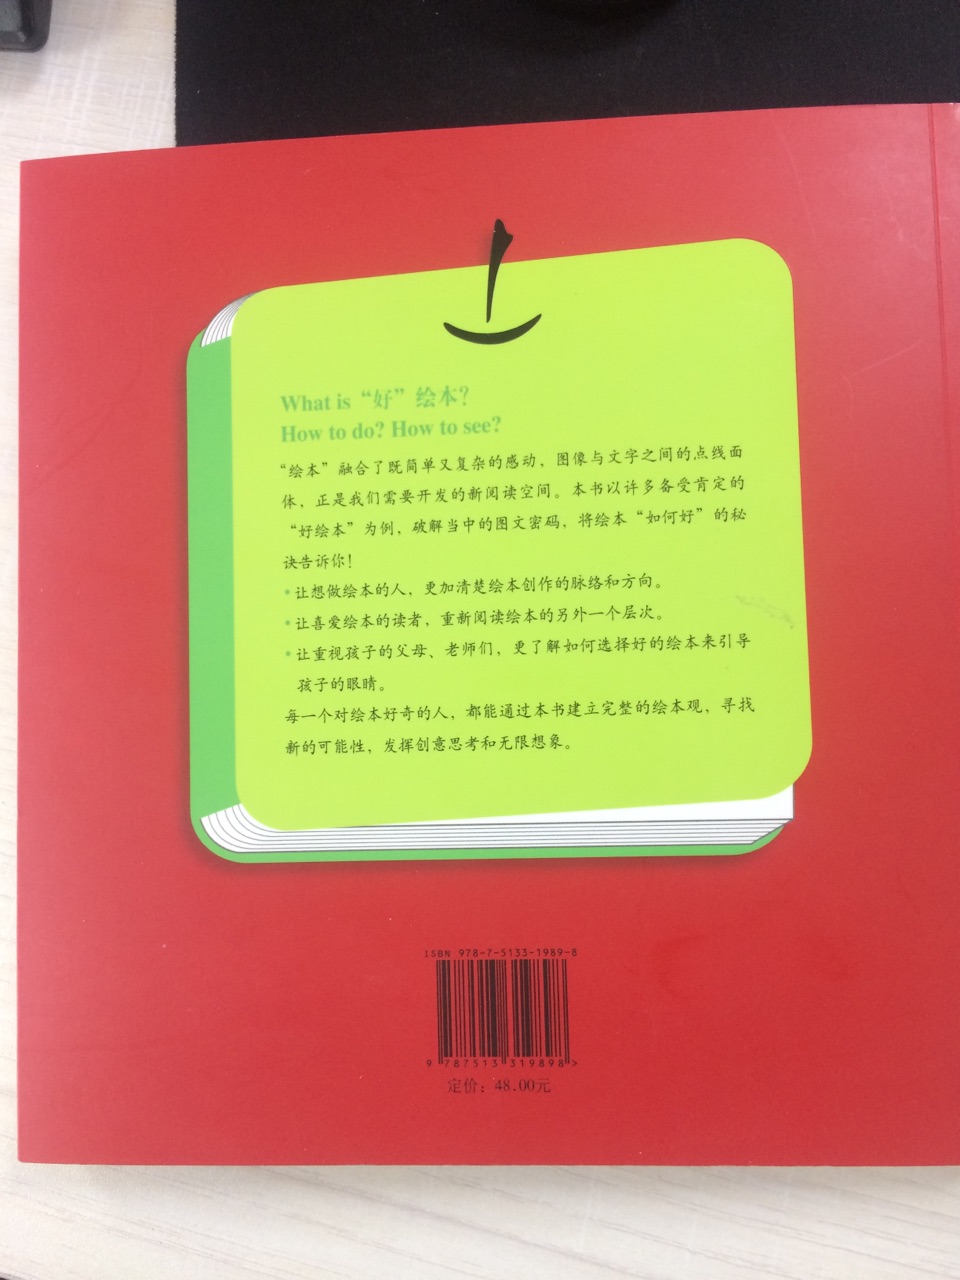 What is “好”绘本?
How to do? How to see?
“绘本”融合了既简单又复杂的感动，图像与文字之间的点线面
体，正是我们需要开发的新阅读空间。本书以许多备受肯定的
“好绘本”为例，破解当中的图文密码，将绘本“如何好”的秘
诀告诉你！
•让想做绘本的人，更加清楚绘本创作的脉络和方向。
•让喜爱绘本的读者，重新阅读绘本的另外一个层次。
•让重视孩子的父母、老师们，更了解如何选择好的绘本来引导
孩子的眼睛。
每一个对绘本好奇的人，都能通过本书建立完整的绘本观，寻找
新的可能性，发挥创意思考和无限想象。
ISBN 978-7-5133-1989-8
9 787513 319898 >
定价：48.00元